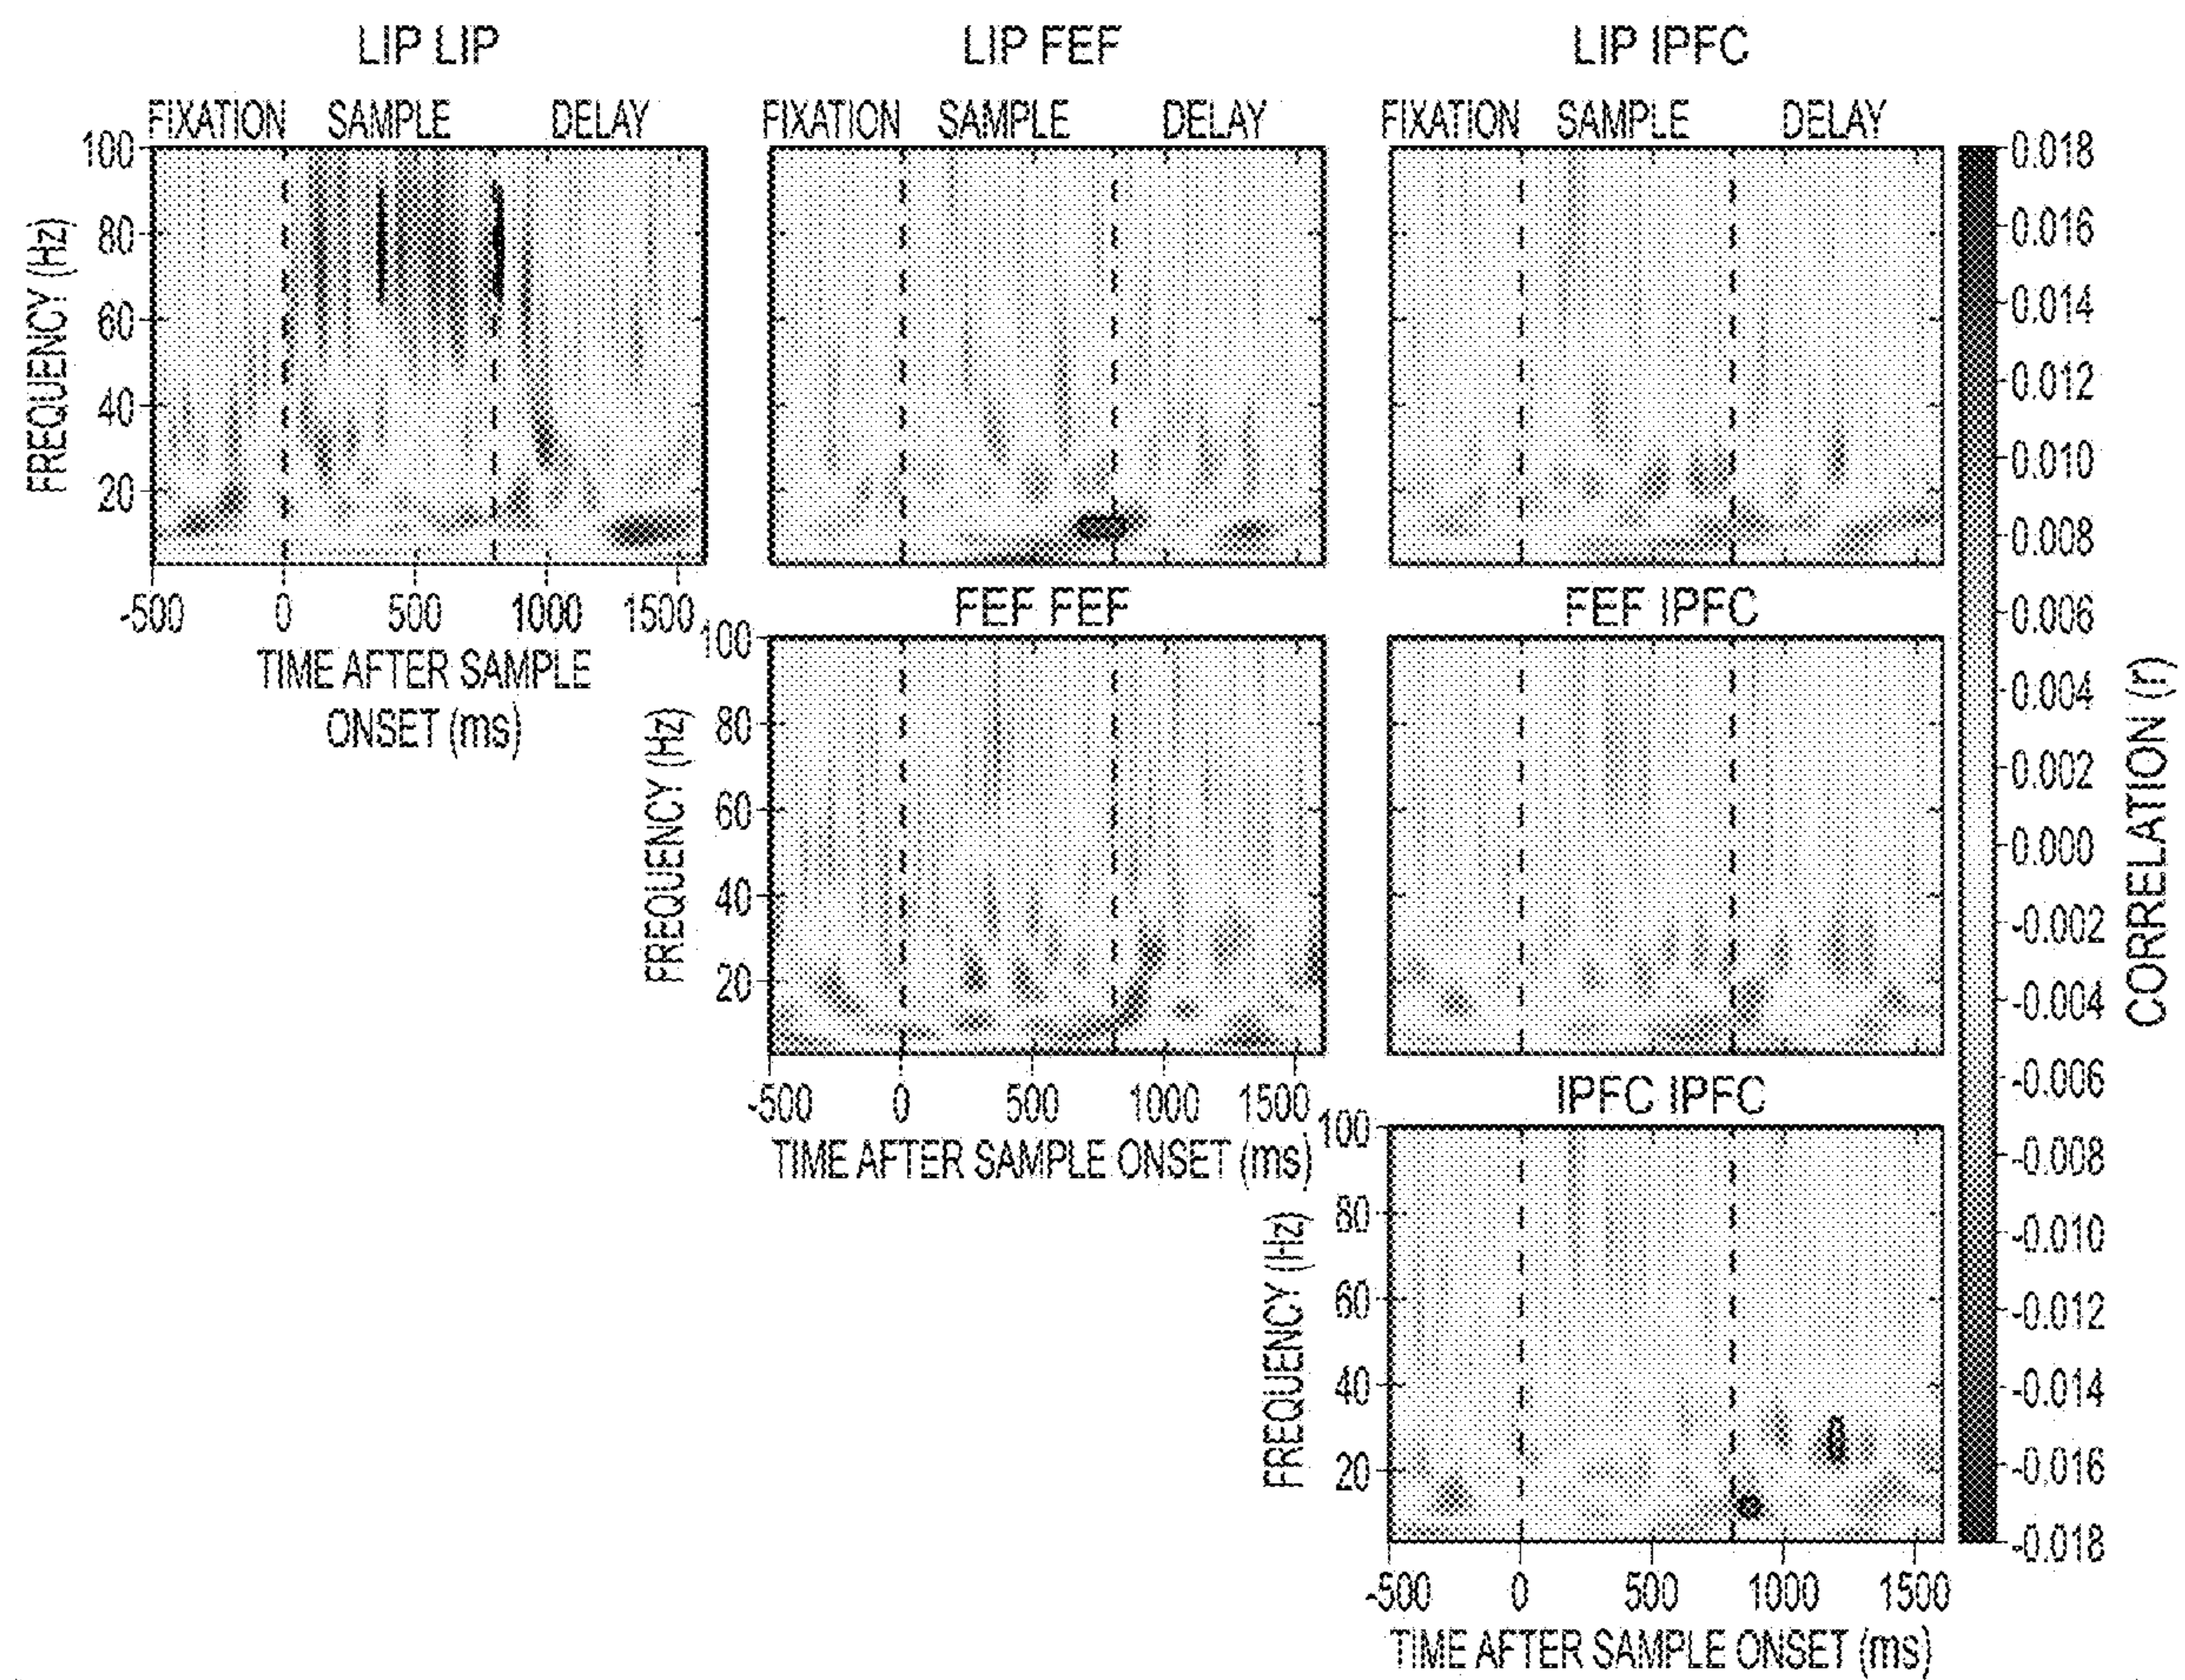 LIP LIP
LIP FEF
LIP IPFC
FIXATION SAMPLE DELAY
FIXATION SAMPLE DELAY
FIXATION SAMPLE DELAY
100
80
60
40
20
FREQUENCY (Hz)
-500 0 500 1000 1500
TIME AFTER SAMPLE
ONSET (ms)
FEF FEF
FEF IPFC
100
80
60
40
20
FREQUENCY (Hz)
-500 0 500 1000 1500
TIME AFTER SAMPLE ONSET (ms)
IPFC IPFC
100
80
60
40
20
FREQUENCY (Hz)
-500 0 500 1000 1500
TIME AFTER SAMPLE ONSET (ms)
0.018
0.016
0.014
0.012
0.010
0.008
0.006
0.004
0.002
0.000
-0.002
-0.004
-0.006
-0.008
-0.010
-0.012
-0.014
-0.016
-0.018
CORRELATION (r)